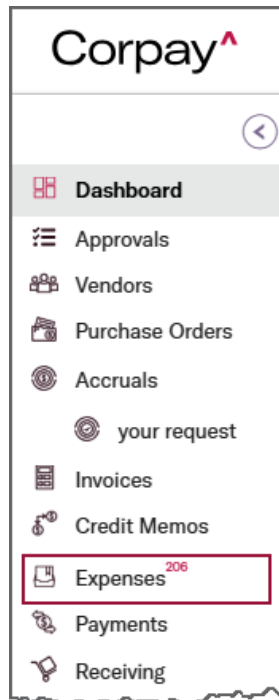 Corpay^
Dashboard
Approvals
Vendors
Purchase Orders
Accruals
your request
Invoices
Credit Memos
Expenses 206
Payments
Receiving